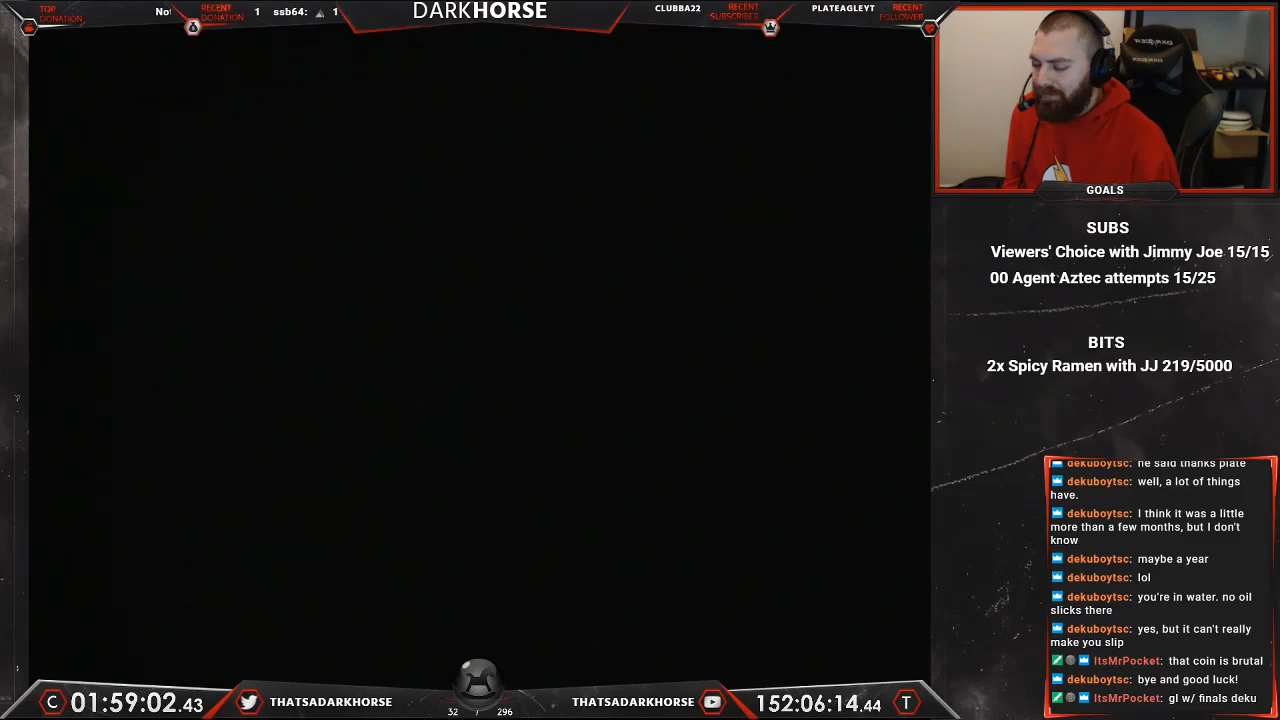 TOP DONATION
No
RECENT DONATION
1 ssb64: 1
DARKHORSE
CLUBBA22
RECENT SUBSCRIBER
PLATEAGLEYT
RECENT FOLLOWER
GOALS
SUBS
Viewers' Choice with Jimmy Joe 15/15
00 Agent Aztec attempts 15/25
BITS
2x Spicy Ramen with JJ 219/5000
dekuboytsc: he said thanks plate
dekuboytsc: well, a lot of things
have.
dekuboytsc: I think it was a little
more than a few months, but I don't
know
dekuboytsc: maybe a year
dekuboytsc: lol
dekuboytsc: you're in water. no oil
slicks there
dekuboytsc: yes, but it can't really
make you slip
ItsMrPocket: that coin is brutal
dekuboytsc: bye and good luck!
ItsMrPocket: gl w/ finals deku
C 01:59:02.43
THATSADARKHORSE
32 296
THATSADARKHORSE
152:06:14.44 T